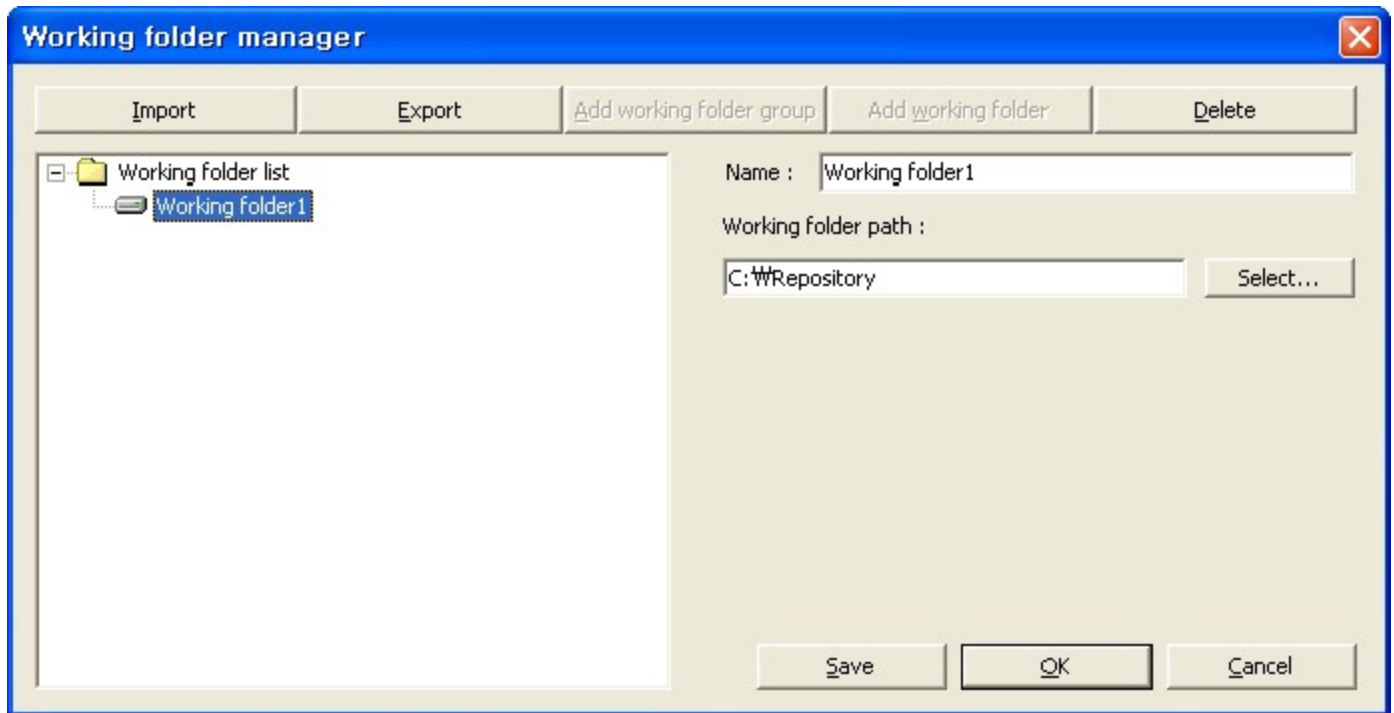 Working folder manager
Import Export Add working folder group Add working folder Delete
Working folder list
Working folder1
Name : Working folder1
Working folder path :
C:₩Repository Select...
Save OK Cancel